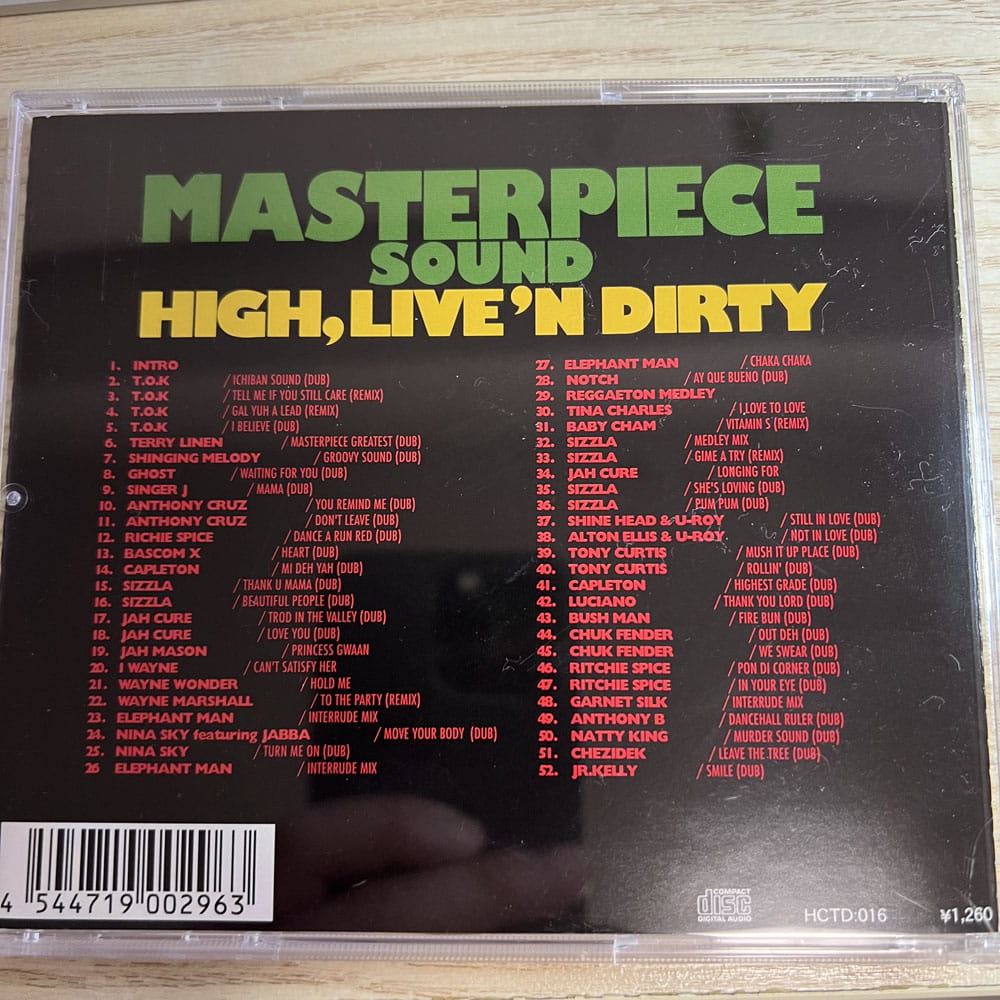 MASTERPIECE
SOUND
HIGH, LIVE 'N DIRTY
1. INTRO
2. T.O.K / ICHIBAN SOUND (DUB)
3. T.O.K / TELL ME IF YOU STILL CARE (REMIX)
4. T.O.K / GAL YUH A LEAD (REMIX)
5. T.O.K / I BELIEVE (DUB)
6. TERRY LINEN / MASTERPIECE GREATEST (DUB)
7. SHINGING MELODY / GROOVY SOUND (DUB)
8. GHOST / WAITING FOR YOU (DUB)
9. SINGER J / MAMA (DUB)
10. ANTHONY CRUZ / YOU REMIND ME (DUB)
11. ANTHONY CRUZ / DON'T LEAVE (DUB)
12. RICHIE SPICE / DANCE A RUN RED (DUB)
13. BASCOM X / HEART (DUB)
14. CAPLETON / MI DEH YAH (DUB)
15. SIZZLA / THANK U MAMA (DUB)
16. SIZZLA / BEAUTIFUL PEOPLE (DUB)
17. JAH CURE / TROD IN THE VALLEY (DUB)
18. JAH CURE / LOVE YOU (DUB)
19. JAH MASON / PRINCESS GWAAN
20. I WAYNE / CAN'T SATISFY HER
21. WAYNE WONDER / HOLD ME
22. WAYNE MARSHALL / TO THE PARTY (REMIX)
23. ELEPHANT MAN / INTERRUDE MIX
24. NINA SKY featuring JABBA / MOVE YOUR BODY (DUB)
25. NINA SKY / TURN ME ON (DUB)
26 ELEPHANT MAN / INTERRUDE MIX
27. ELEPHANT MAN / CHAKA CHAKA
28. NOTCH / AY QUE BUENO (DUB)
29. REGGAETON MEDLEY
30. TINA CHARLES / I LOVE TO LOVE
31. BABY CHAM / VITAMIN S (REMIX)
32. SIZZLA / MEDLEY MIX
33. SIZZLA / GIME A TRY (REMIX)
34. JAH CURE / LONGING FOR
35. SIZZLA / SHE'S LOVING (DUB)
36. SIZZLA / PUM PUM (DUB)
37. SHINE HEAD & U-ROY / STILL IN LOVE (DUB)
38. ALTON ELLIS & U-ROY / NOT IN LOVE (DUB)
39. TONY CURTIS / MUSH IT UP PLACE (DUB)
40. TONY CURTIS / ROLLIN' (DUB)
41. CAPLETON / HIGHEST GRADE (DUB)
42. LUCIANO / THANK YOU LORD (DUB)
43. BUSH MAN / FIRE BUN (DUB)
44. CHUK FENDER / OUT DEH (DUB)
45. CHUK FENDER / WE SWEAR (DUB)
46. RITCHIE SPICE / PON DI CORNER (DUB)
47. RITCHIE SPICE / IN YOUR EYE (DUB)
48. GARNET SILK / INTERRUDE MIX
49. ANTHONY B / DANCEHALL RULER (DUB)
50. NATTY KING / MURDER SOUND (DUB)
51. CHEZIDEK / LEAVE THE TREE (DUB)
52. JR.KELLY / SMILE (DUB)
4 544719 002963
COMPACT
disc
DIGITAL AUDIO
HCTD:016
¥1,260